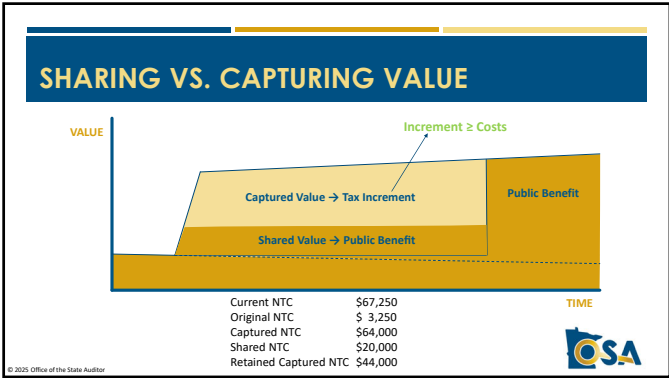 SHARING VS. CAPTURING VALUE
VALUE
Increment ≥ Costs
Captured Value → Tax Increment
Public Benefit
Shared Value → Public Benefit
TIME
Current NTC $67,250
Original NTC $ 3,250
Captured NTC $64,000
Shared NTC $20,000
Retained Captured NTC $44,000
OSA
© 2025 Office of the State Auditor